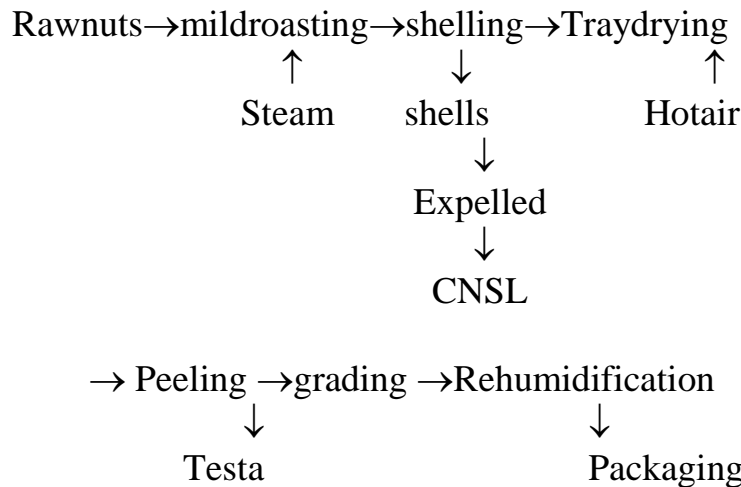 Rawnuts→mildroasting→shelling→Traydrying
↑ ↓ ↑
Steam shells Hotair
↓
Expelled
↓
CNSL
→ Peeling →grading →Rehumidification
↓ ↓
Testa Packaging